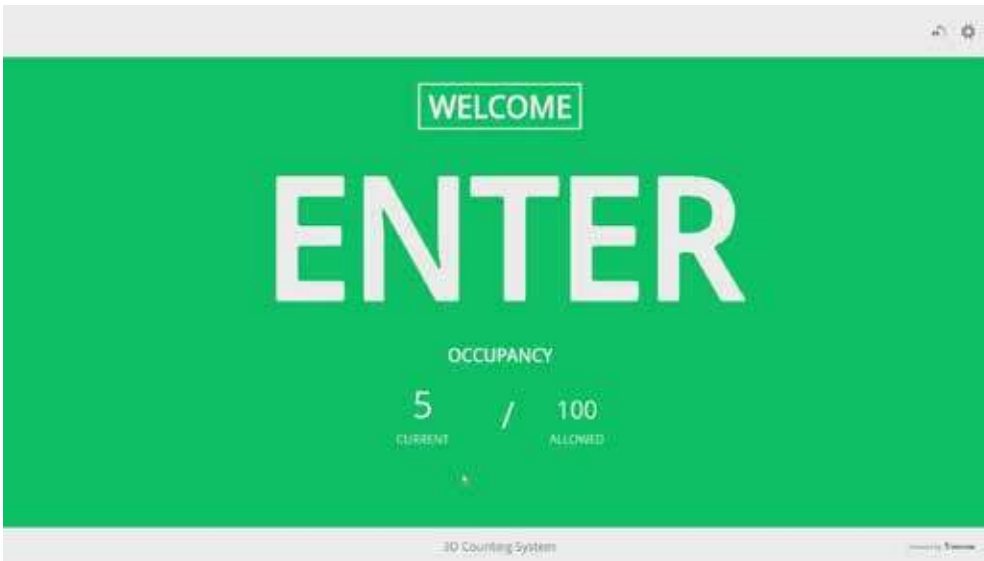 WELCOME
ENTER
OCCUPANCY
5 / 100
CURRENT ALLOWED
3D Counting System